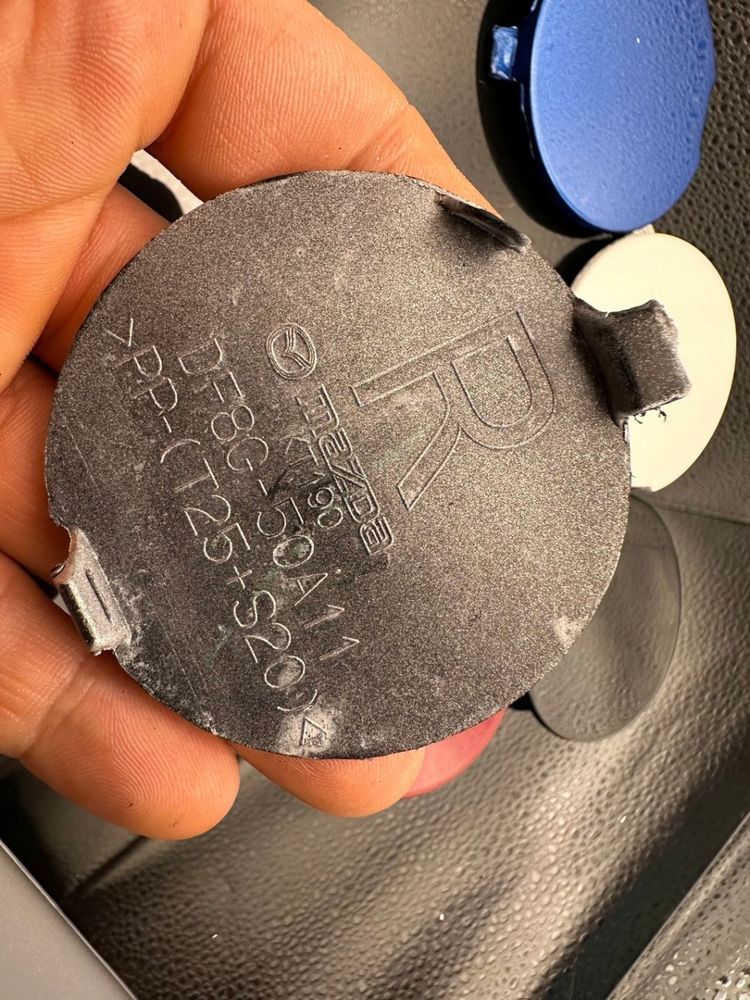 R
mazda
DF8G-50A11
>PP-(T25+S20)<